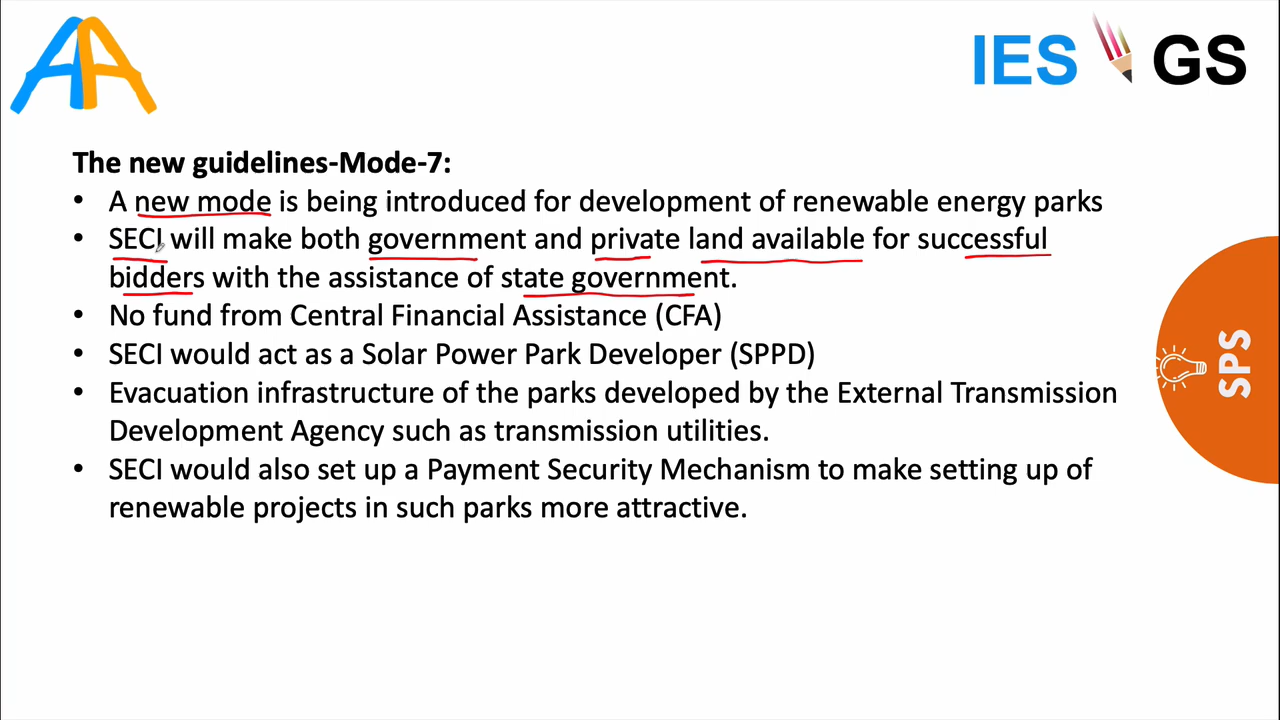 AA
IES GS
The new guidelines-Mode-7:
• A new mode is being introduced for development of renewable energy parks
• SECI will make both government and private land available for successful
bidders with the assistance of state government.
• No fund from Central Financial Assistance (CFA)
• SECI would act as a Solar Power Park Developer (SPPD)
• Evacuation infrastructure of the parks developed by the External Transmission
Development Agency such as transmission utilities.
• SECI would also set up a Payment Security Mechanism to make setting up of
renewable projects in such parks more attractive.
SPS